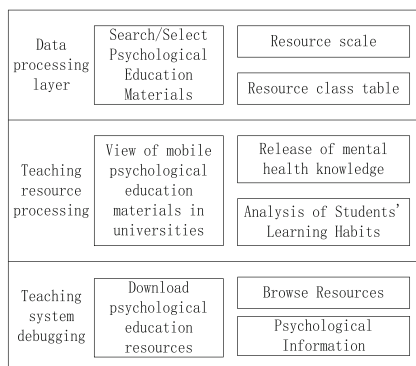 Data
processing
layer
Search/Select
Psychological
Education
Materials
Resource scale
Resource class table
Teaching
resource
processing
View of mobile
psychological
education
materials in
universities
Release of mental
health knowledge
Analysis of Students'
Learning Habits
Teaching
system
debugging
Download
psychological
education
resources
Browse Resources
Psychological
Information